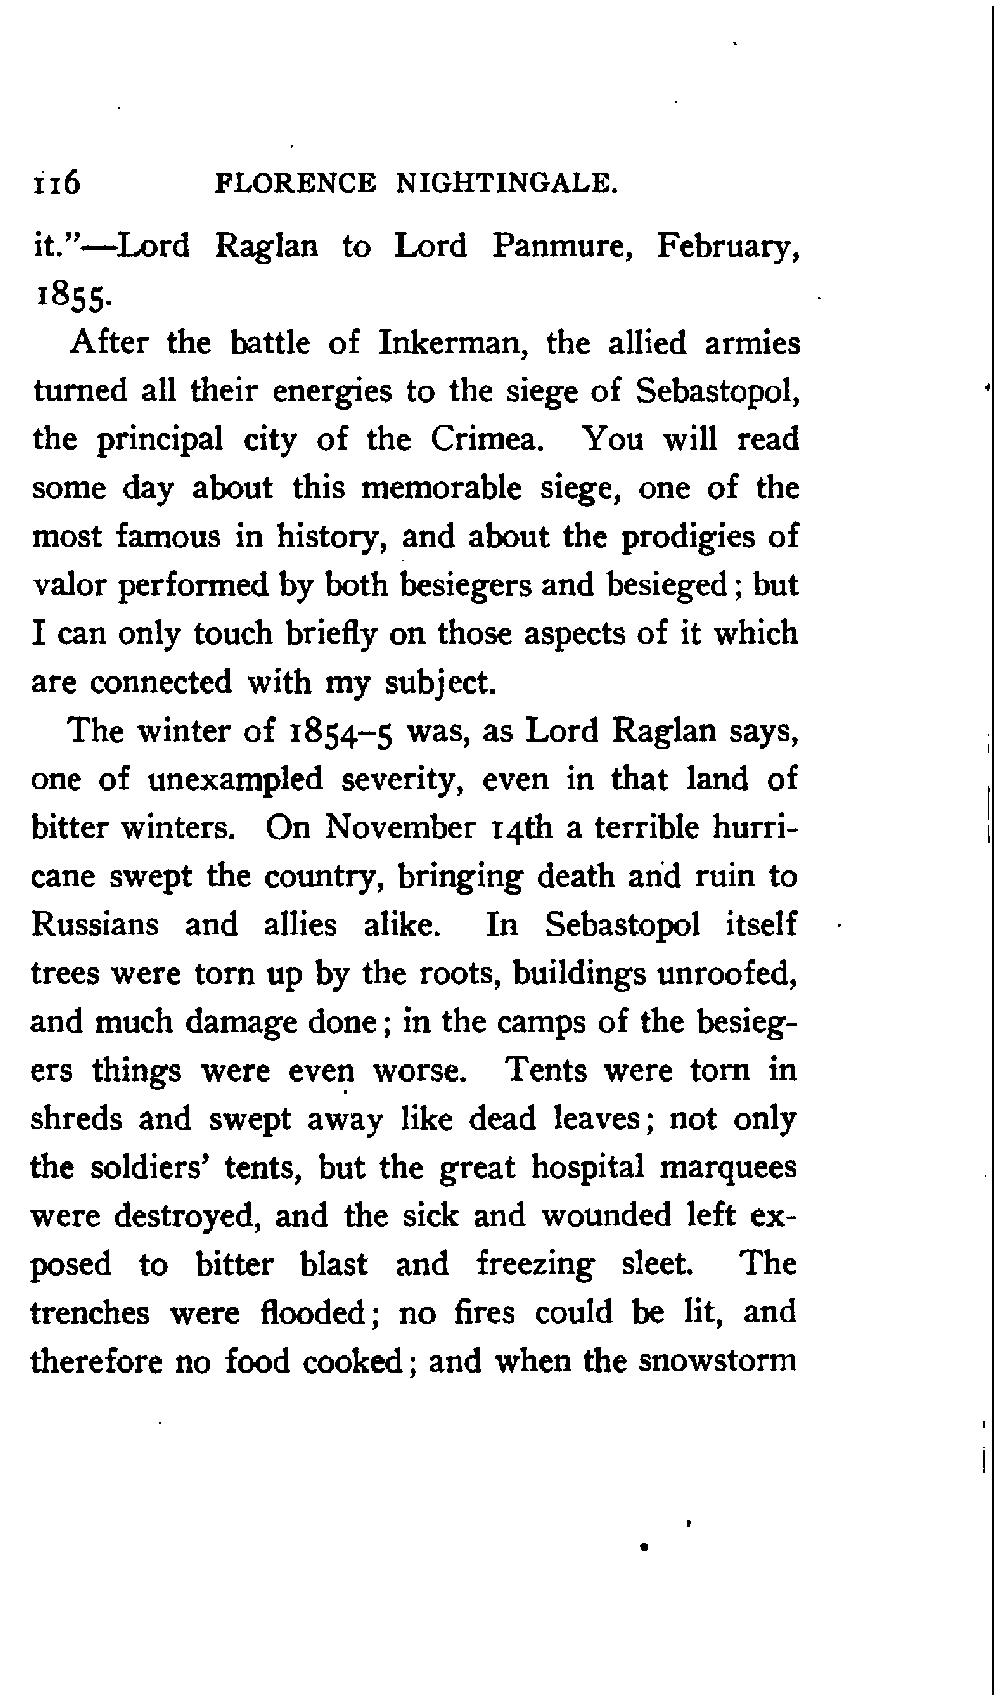 116 FLORENCE NIGHTINGALE.
it."—Lord Raglan to Lord Panmure, February,
1855.
After the battle of Inkerman, the allied armies
turned all their energies to the siege of Sebastopol,
the principal city of the Crimea. You will read
some day about this memorable siege, one of the
most famous in history, and about the prodigies of
valor performed by both besiegers and besieged; but
I can only touch briefly on those aspects of it which
are connected with my subject.
The winter of 1854–5 was, as Lord Raglan says,
one of unexampled severity, even in that land of
bitter winters. On November 14th a terrible hurri-
cane swept the country, bringing death and ruin to
Russians and allies alike. In Sebastopol itself
trees were torn up by the roots, buildings unroofed,
and much damage done; in the camps of the besieg-
ers things were even worse. Tents were torn in
shreds and swept away like dead leaves; not only
the soldiers' tents, but the great hospital marquees
were destroyed, and the sick and wounded left ex-
posed to bitter blast and freezing sleet. The
trenches were flooded; no fires could be lit, and
therefore no food cooked; and when the snowstorm